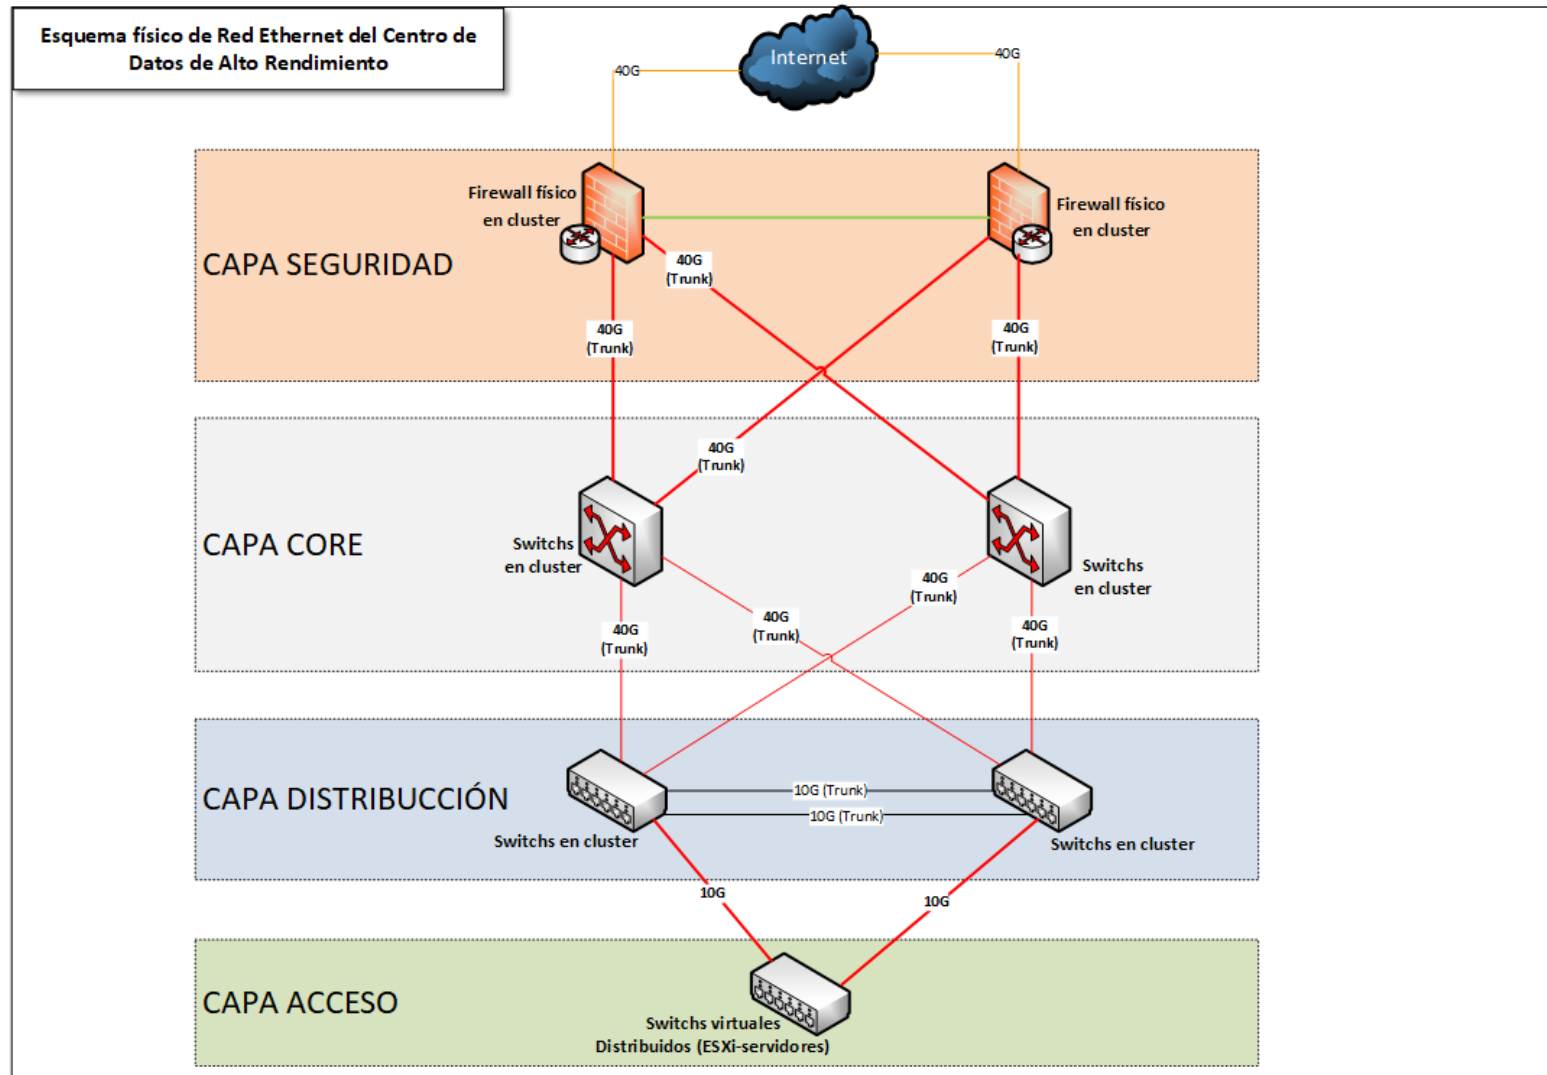 Esquema físico de Red Ethernet del Centro de
Datos de Alto Rendimiento
Internet
40G
40G
Firewall físico
en cluster
Firewall físico
en cluster
CAPA SEGURIDAD
40G
(Trunk)
40G
(Trunk)
40G
(Trunk)
40G
(Trunk)
CAPA CORE
Switchs
en cluster
Switchs
en cluster
40G
(Trunk)
40G
(Trunk)
40G
(Trunk)
40G
(Trunk)
CAPA DISTRIBUCCIÓN
10G (Trunk)
10G (Trunk)
Switchs en cluster
Switchs en cluster
10G
10G
CAPA ACCESO
Switchs virtuales
Distribuidos (ESXi-servidores)